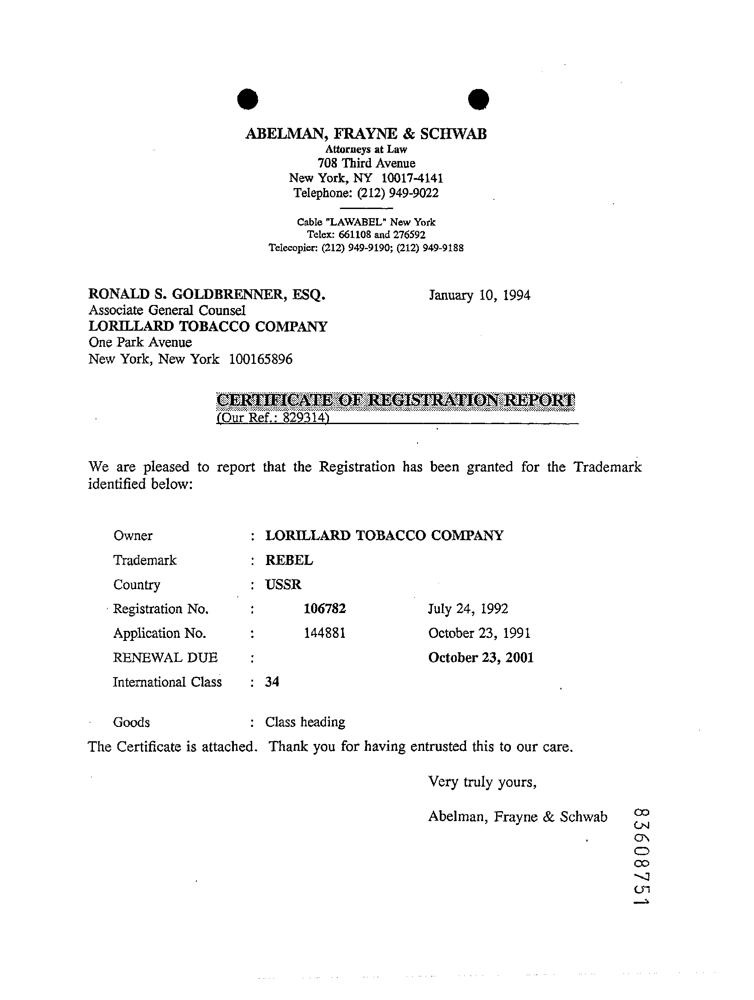 ABELMAN, FRAYNE & SCHWAB
Attorneys at Law
708 Third Avenue
New York, NY 10017-4141
Telephone: (212) 949-9022
Cable "LAWABEL" New York
Telex: 661108 and 276592
Telecopier: (212) 949-9190; (212) 949-9188
RONALD S. GOLDBRENNER, ESQ. January 10, 1994
Associate General Counsel
LORILLARD TOBACCO COMPANY
One Park Avenue
New York, New York 100165896
CERTIFICATE OF REGISTRATION REPORT
(Our Ref.: 829314)
We are pleased to report that the Registration has been granted for the Trademark
identified below:
Owner : LORILLARD TOBACCO COMPANY
Trademark : REBEL
Country : USSR
Registration No. : 106782 July 24, 1992
Application No. : 144881 October 23, 1991
RENEWAL DUE : October 23, 2001
International Class : 34
Goods : Class heading
The Certificate is attached. Thank you for having entrusted this to our care.
Very truly yours,
Abelman, Frayne & Schwab
83608751